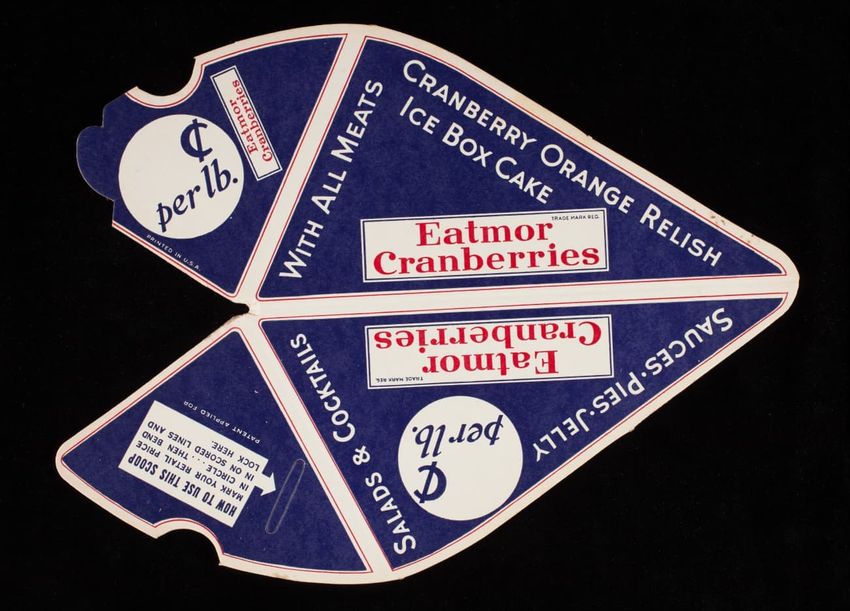 Eatmor
Cranberries
¢
per lb.
PRINTED IN U.S.A.
WITH ALL MEATS
CRANBERRY ORANGE RELISH
ICE BOX CAKE
TRADE MARK REG.
Eatmor
Cranberries
SAUCES·PIES·JELLY
SALADS & COCKTAILS
Eatmor
Cranberries
TRADE MARK REG.
¢
per lb.
HOW TO USE THIS SCOOP
MARK YOUR RETAIL PRICE
IN CIRCLE... THEN BEND
IN ON SCORED LINES AND
LOCK HERE.
PATENT APPLIED FOR